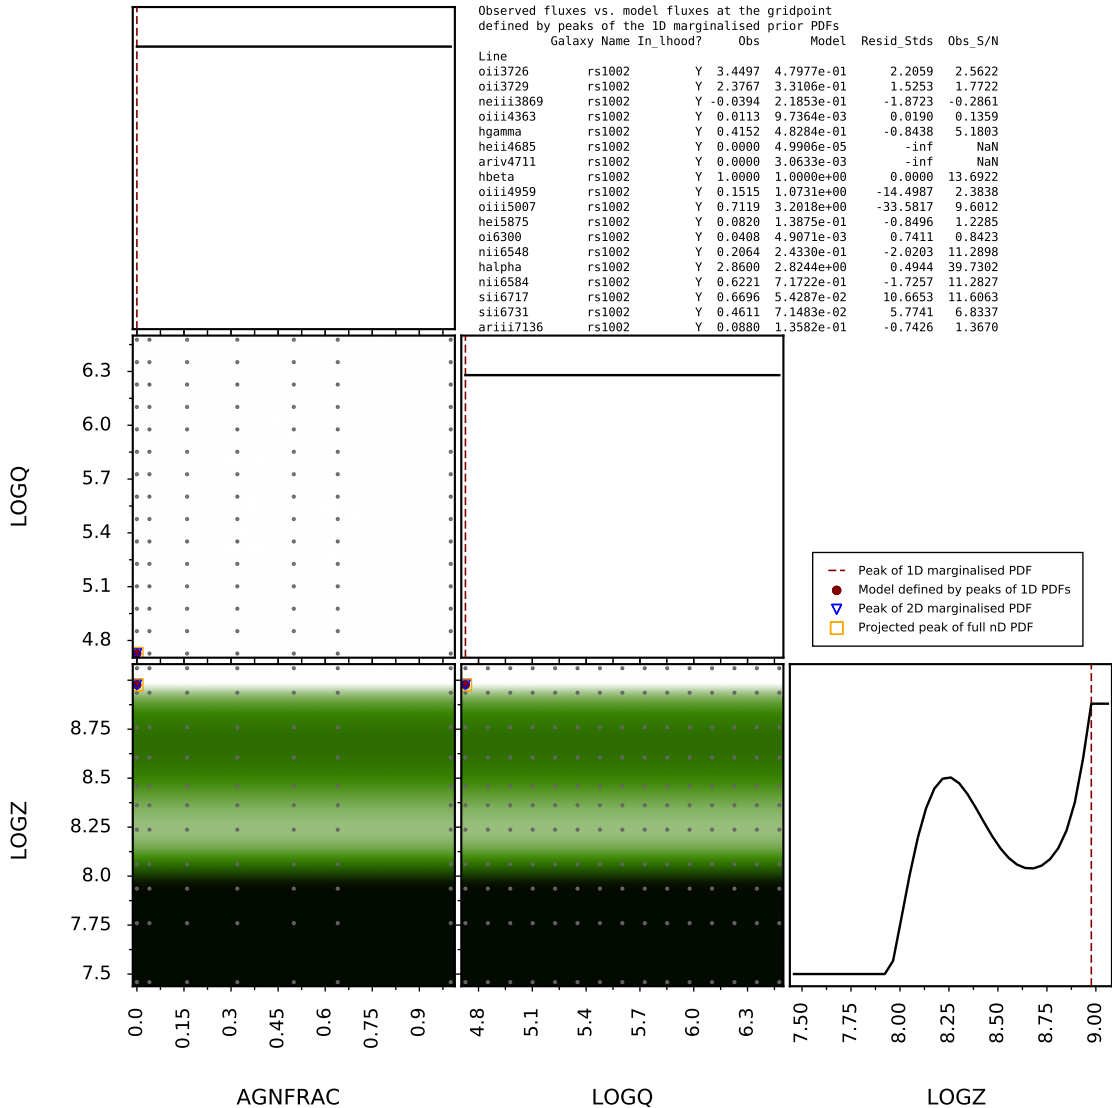 Observed fluxes vs. model fluxes at the gridpoint
defined by peaks of the 1D marginalised prior PDFs
Galaxy Name In_lhood? Obs Model Resid_Stds Obs_S/N
Line
oii3726 rs1002 Y 3.4497 4.7977e-01 2.2059 2.5622
oii3729 rs1002 Y 2.3767 3.3106e-01 1.5253 1.7722
neiii3869 rs1002 Y -0.0394 2.1853e-01 -1.8723 -0.2861
oiii4363 rs1002 Y 0.0113 9.7364e-03 0.0190 0.1359
hgamma rs1002 Y 0.4152 4.8284e-01 -0.8438 5.1803
heii4685 rs1002 Y 0.0000 4.9906e-05 -inf NaN
ariv4711 rs1002 Y 0.0000 3.0633e-03 -inf NaN
hbeta rs1002 Y 1.0000 1.0000e+00 0.0000 13.6922
oiii4959 rs1002 Y 0.1515 1.0731e+00 -14.4987 2.3838
oiii5007 rs1002 Y 0.7119 3.2018e+00 -33.5817 9.6012
hei5875 rs1002 Y 0.0820 1.3875e-01 -0.8496 1.2285
oi6300 rs1002 Y 0.0408 4.9071e-03 0.7411 0.8423
nii6548 rs1002 Y 0.2064 2.4330e-01 -2.0203 11.2898
halpha rs1002 Y 2.8600 2.8244e+00 0.4944 39.7302
nii6584 rs1002 Y 0.6221 7.1722e-01 -1.7257 11.2827
sii6717 rs1002 Y 0.6696 5.4287e-02 10.6653 11.6063
sii6731 rs1002 Y 0.4611 7.1483e-02 5.7741 6.8337
ariii7136 rs1002 Y 0.0880 1.3582e-01 -0.7426 1.3670
LOGQ
6.3
6.0
5.7
5.4
5.1
4.8
Peak of 1D marginalised PDF
Model defined by peaks of 1D PDFs
Peak of 2D marginalised PDF
Projected peak of full nD PDF
LOGZ
8.75
8.5
8.25
8.0
7.75
7.5
0.0 0.15 0.3 0.45 0.6 0.75 0.9
4.8 5.1 5.4 5.7 6.0 6.3
7.50 7.75 8.00 8.25 8.50 8.75 9.00
AGNFRAC LOGQ LOGZ